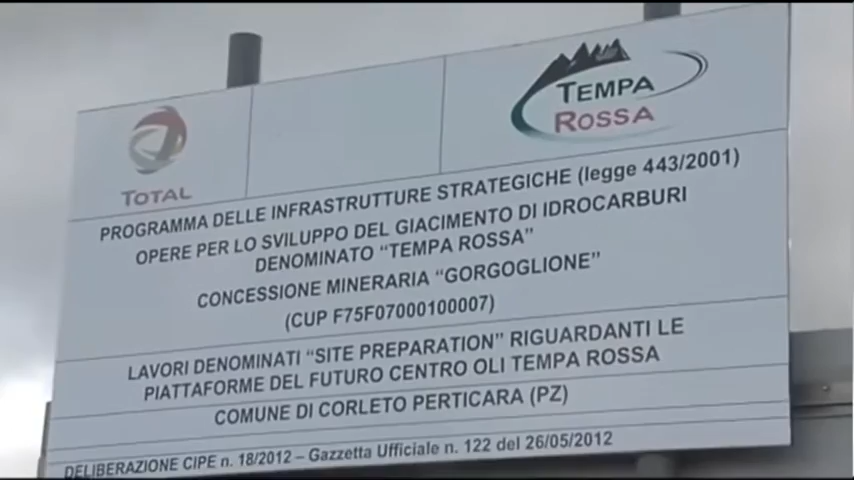 TOTAL
TEMPA
ROSSA
PROGRAMMA DELLE INFRASTRUTTURE STRATEGICHE (legge 443/2001)
OPERE PER LO SVILUPPO DEL GIACIMENTO DI IDROCARBURI
DENOMINATO “TEMPA ROSSA”
CONCESSIONE MINERARIA “GORGOGLIONE”
(CUP F75F07000100007)
LAVORI DENOMINATI “SITE PREPARATION” RIGUARDANTI LE
PIATTAFORME DEL FUTURO CENTRO OLI TEMPA ROSSA
COMUNE DI CORLETO PERTICARA (PZ)
DELIBERAZIONE CIPE n. 18/2012 – Gazzetta Ufficiale n. 122 del 26/05/2012